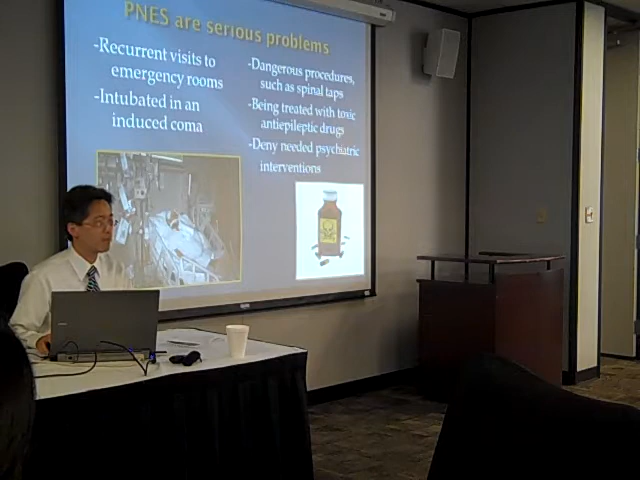 PNES are serious problems
-Recurrent visits to
emergency rooms
-Intubated in an
induced coma
-Dangerous procedures,
such as spinal taps
-Being treated with toxic
antiepileptic drugs
-Deny needed psychiatric
interventions